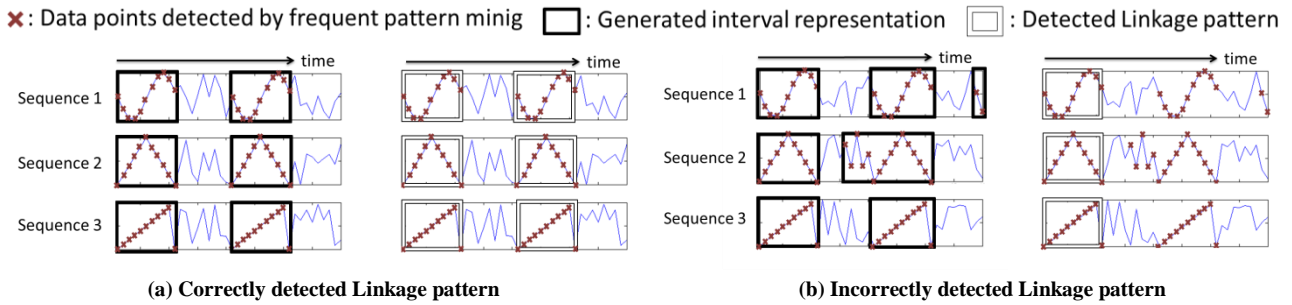 : Data points detected by frequent pattern minig : Generated interval representation : Detected Linkage pattern
time time time time
Sequence 1 Sequence 1
Sequence 2 Sequence 2
Sequence 3 Sequence 3
(a) Correctly detected Linkage pattern (b) Incorrectly detected Linkage pattern